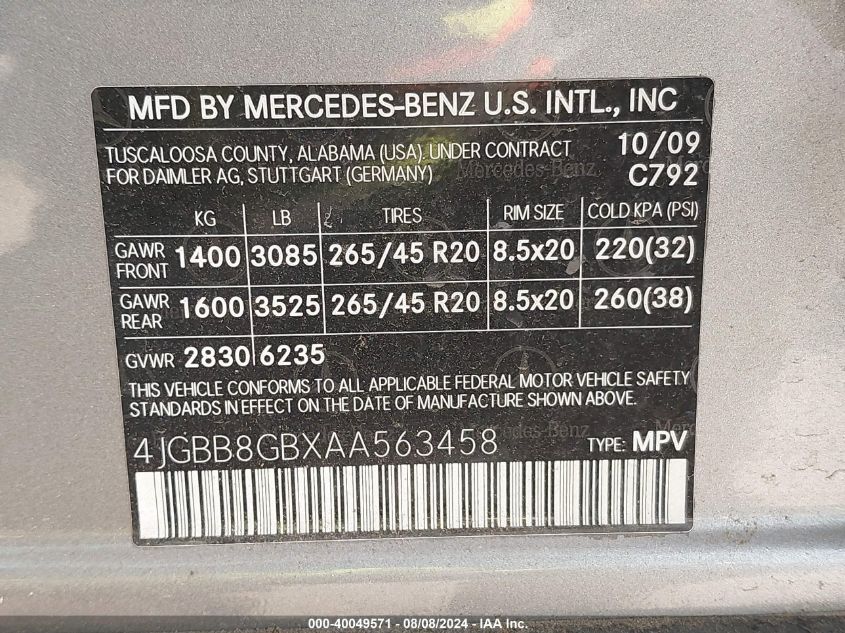 MFD BY MERCEDES-BENZ U.S. INTL., INC
TUSCALOOSA COUNTY, ALABAMA (USA). UNDER CONTRACT 10/09
FOR DAIMLER AG, STUTTGART (GERMANY) C792
KG LB TIRES RIM SIZE COLD KPA (PSI)
GAWR FRONT 1400 3085 265/45 R20 8.5x20 220(32)
GAWR REAR 1600 3525 265/45 R20 8.5x20 260(38)
GVWR 2830 6235
THIS VEHICLE CONFORMS TO ALL APPLICABLE FEDERAL MOTOR VEHICLE SAFETY
STANDARDS IN EFFECT ON THE DATE OF MANUFACTURE SHOWN ABOVE.
4JGBB8GBXAA563458 TYPE: MPV
Mercedes-Benz
Mercedes-Benz
000-40049571 - 08/08/2024 - IAA Inc.